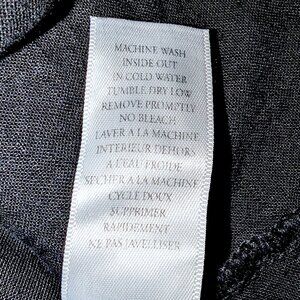 MACHINE WASH
INSIDE OUT
IN COLD WATER
TUMBLE DRY LOW
REMOVE PROMPTLY
NO BLEACH
LAVER A LA MACHINE
INTERIEUR DEHORS
A L'EAU FROIDE
SECHER A LA MACHINE
CYCLE DOUX
SUPPRIMER
RAPIDEMENT
NE PAS JAVELLISER